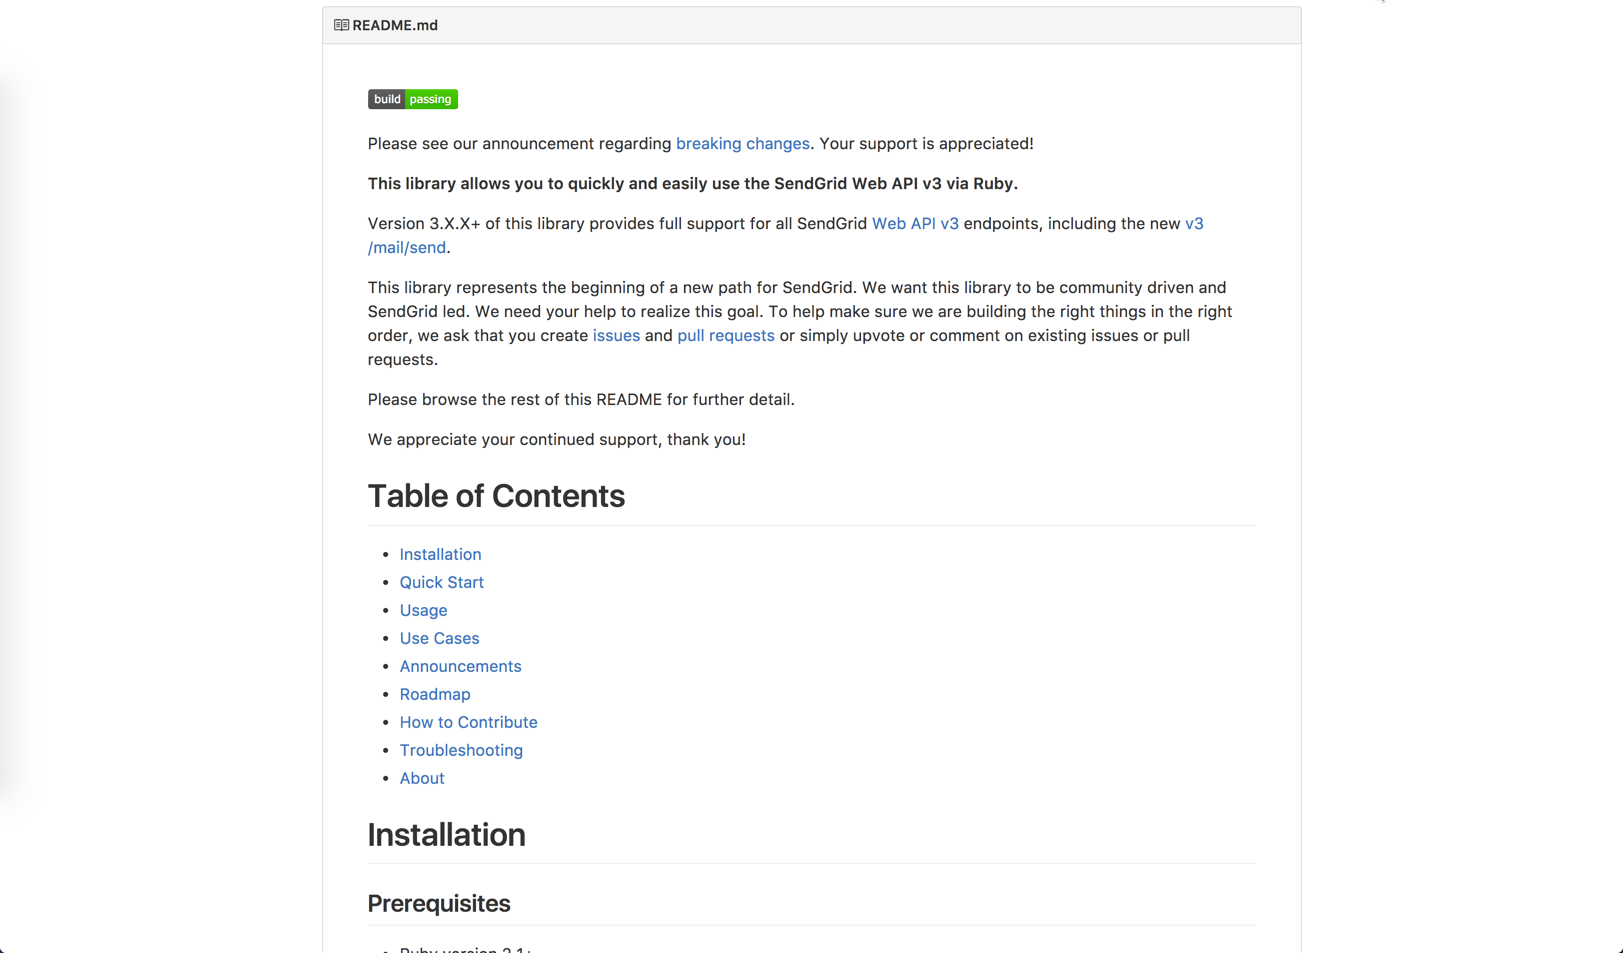 README.md
build passing
Please see our announcement regarding breaking changes. Your support is appreciated!
This library allows you to quickly and easily use the SendGrid Web API v3 via Ruby.
Version 3.X.X+ of this library provides full support for all SendGrid Web API v3 endpoints, including the new v3
/mail/send.
This library represents the beginning of a new path for SendGrid. We want this library to be community driven and
SendGrid led. We need your help to realize this goal. To help make sure we are building the right things in the right
order, we ask that you create issues and pull requests or simply upvote or comment on existing issues or pull
requests.
Please browse the rest of this README for further detail.
We appreciate your continued support, thank you!
Table of Contents
• Installation
• Quick Start
• Usage
• Use Cases
• Announcements
• Roadmap
• How to Contribute
• Troubleshooting
• About
Installation
Prerequisites
• Ruby version